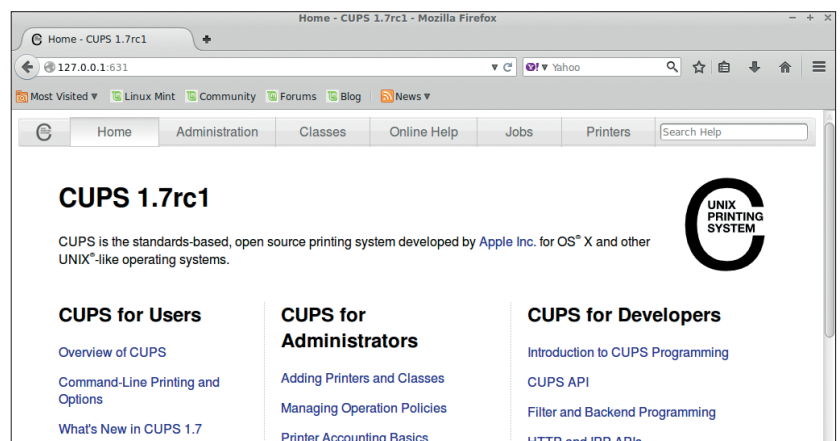 Home - CUPS 1.7rc1 - Mozilla Firefox
Home - CUPS 1.7rc1
127.0.0.1:631
Yahoo
Most Visited
Linux Mint
Community
Forums
Blog
News
Home
Administration
Classes
Online Help
Jobs
Printers
Search Help
CUPS 1.7rc1
UNIX
PRINTING
SYSTEM
CUPS is the standards-based, open source printing system developed by Apple Inc. for OS® X and other
UNIX®-like operating systems.
CUPS for Users
Overview of CUPS
Command-Line Printing and
Options
What's New in CUPS 1.7
CUPS for
Administrators
Adding Printers and Classes
Managing Operation Policies
Printer Accounting Basics
CUPS for Developers
Introduction to CUPS Programming
CUPS API
Filter and Backend Programming
HTTP and IPP APIs